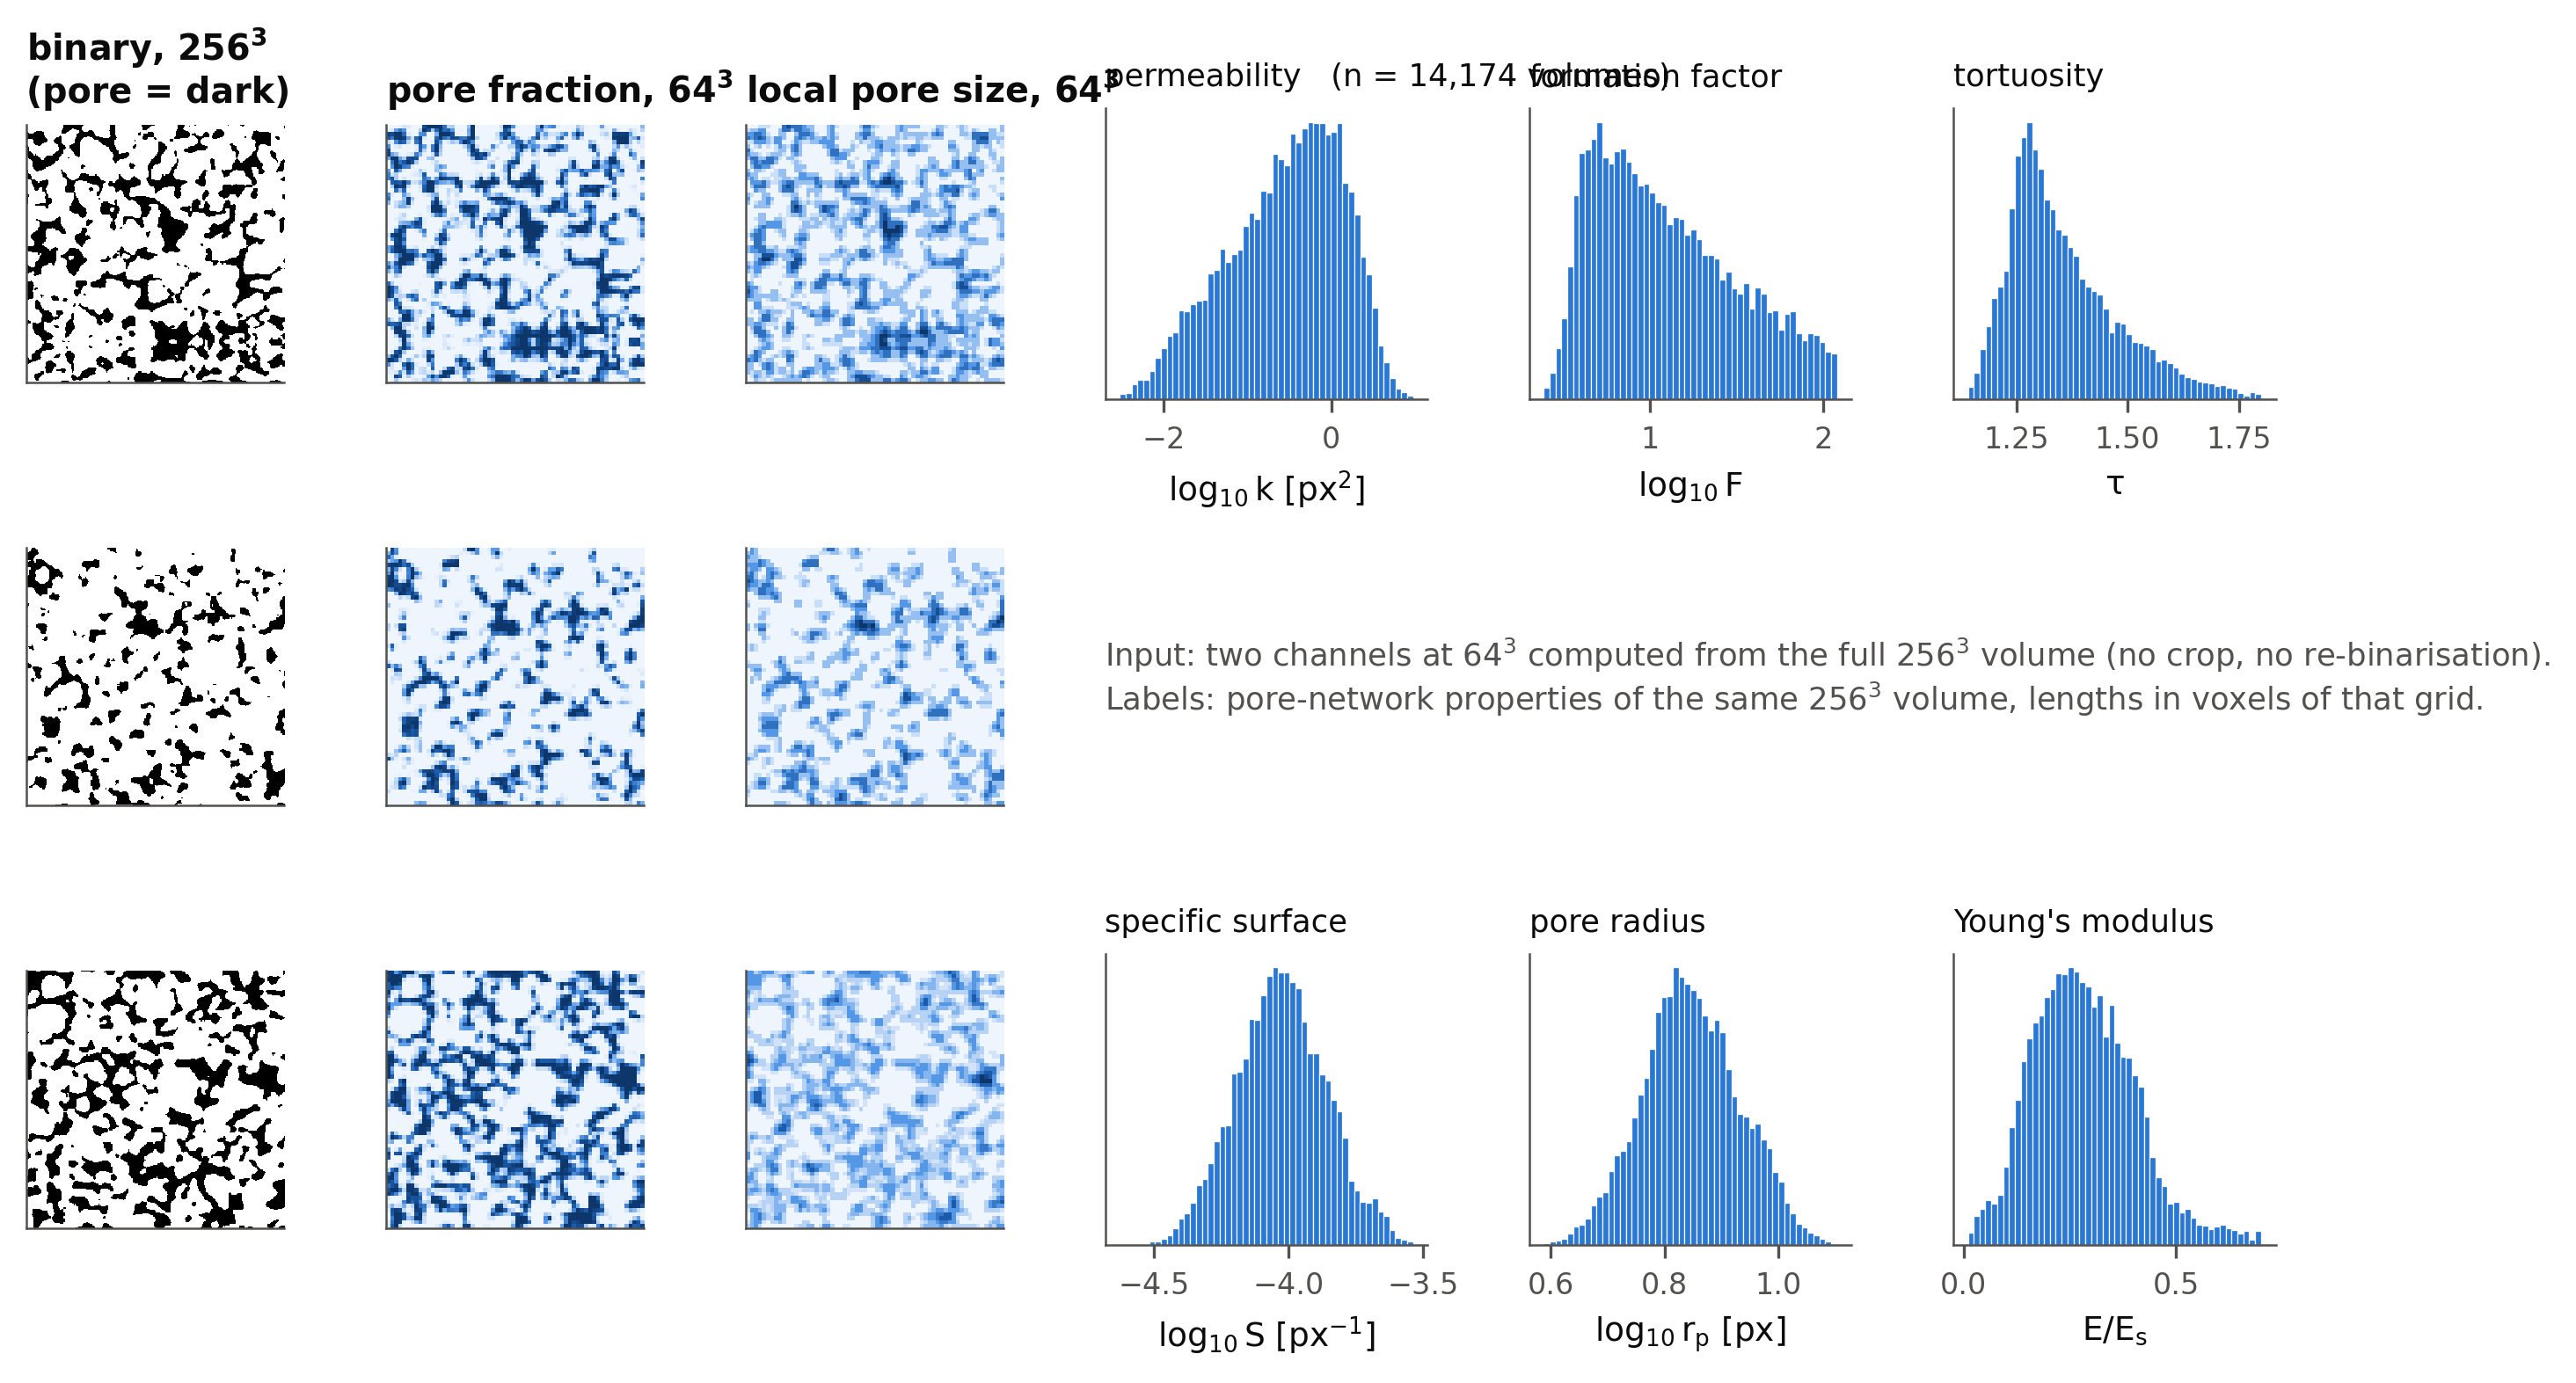 binary, 256³
(pore = dark)
pore fraction, 64³
local pore size, 64³
permeability (n = 14,174 volumes)
formation factor
tortuosity
−2 0
log₁₀ k [px²]
1 2
log₁₀ F
1.25 1.50 1.75
τ
Input: two channels at 64³ computed from the full 256³ volume (no crop, no re-binarisation).
Labels: pore-network properties of the same 256³ volume, lengths in voxels of that grid.
specific surface
pore radius
Young's modulus
−4.5 −4.0 −3.5
log₁₀ S [px⁻¹]
0.6 0.8 1.0
log₁₀ rₚ [px]
0.0 0.5
E/Eₛ